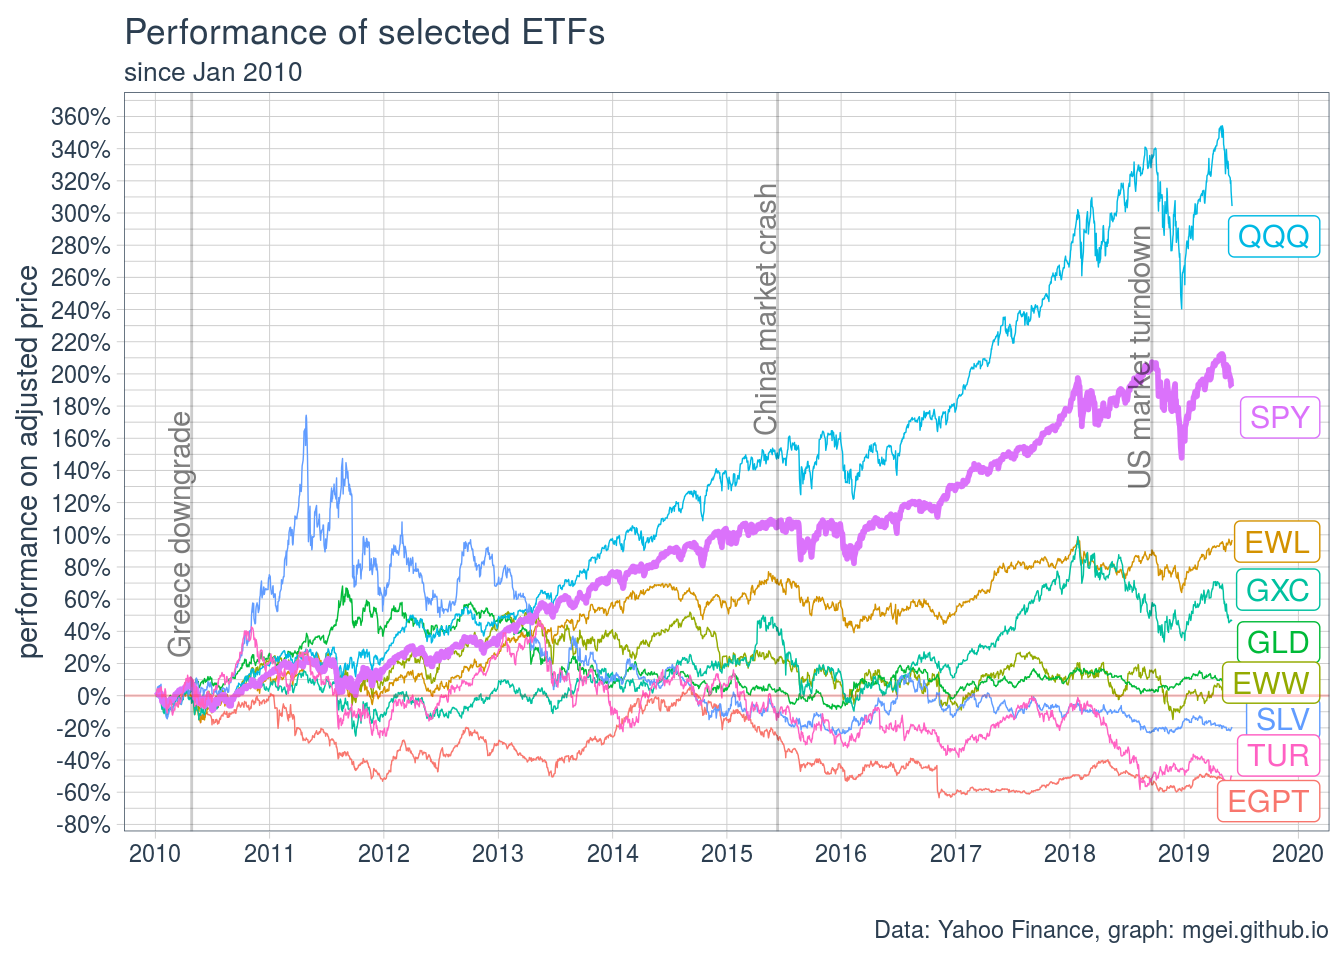 Performance of selected ETFs
since Jan 2010
performance on adjusted price
360%
340%
320%
300%
280%
260%
240%
220%
200%
180%
160%
140%
120%
100%
80%
60%
40%
20%
0%
-20%
-40%
-60%
-80%
Greece downgrade
China market crash
US market turndown
QQQ
SPY
EWL
GXC
GLD
EWW
SLV
TUR
EGPT
2010 2011 2012 2013 2014 2015 2016 2017 2018 2019 2020
Data: Yahoo Finance, graph: mgei.github.io